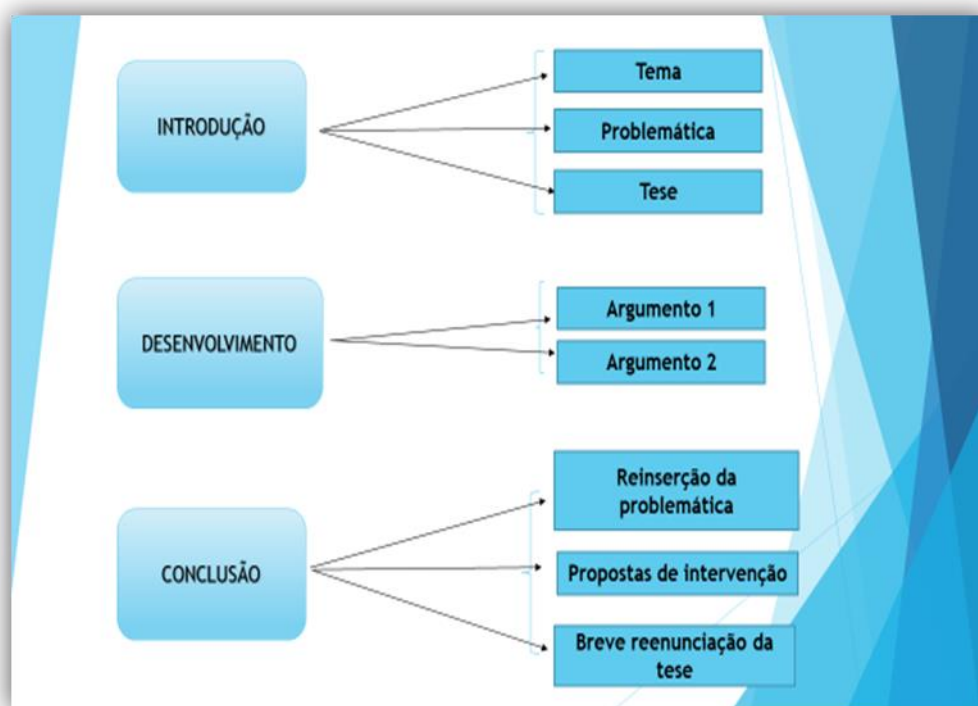 INTRODUÇÃO
Tema
Problemática
Tese
DESENVOLVIMENTO
Argumento 1
Argumento 2
CONCLUSÃO
Reinserção da
problemática
Propostas de intervenção
Breve reenunciação da
tese